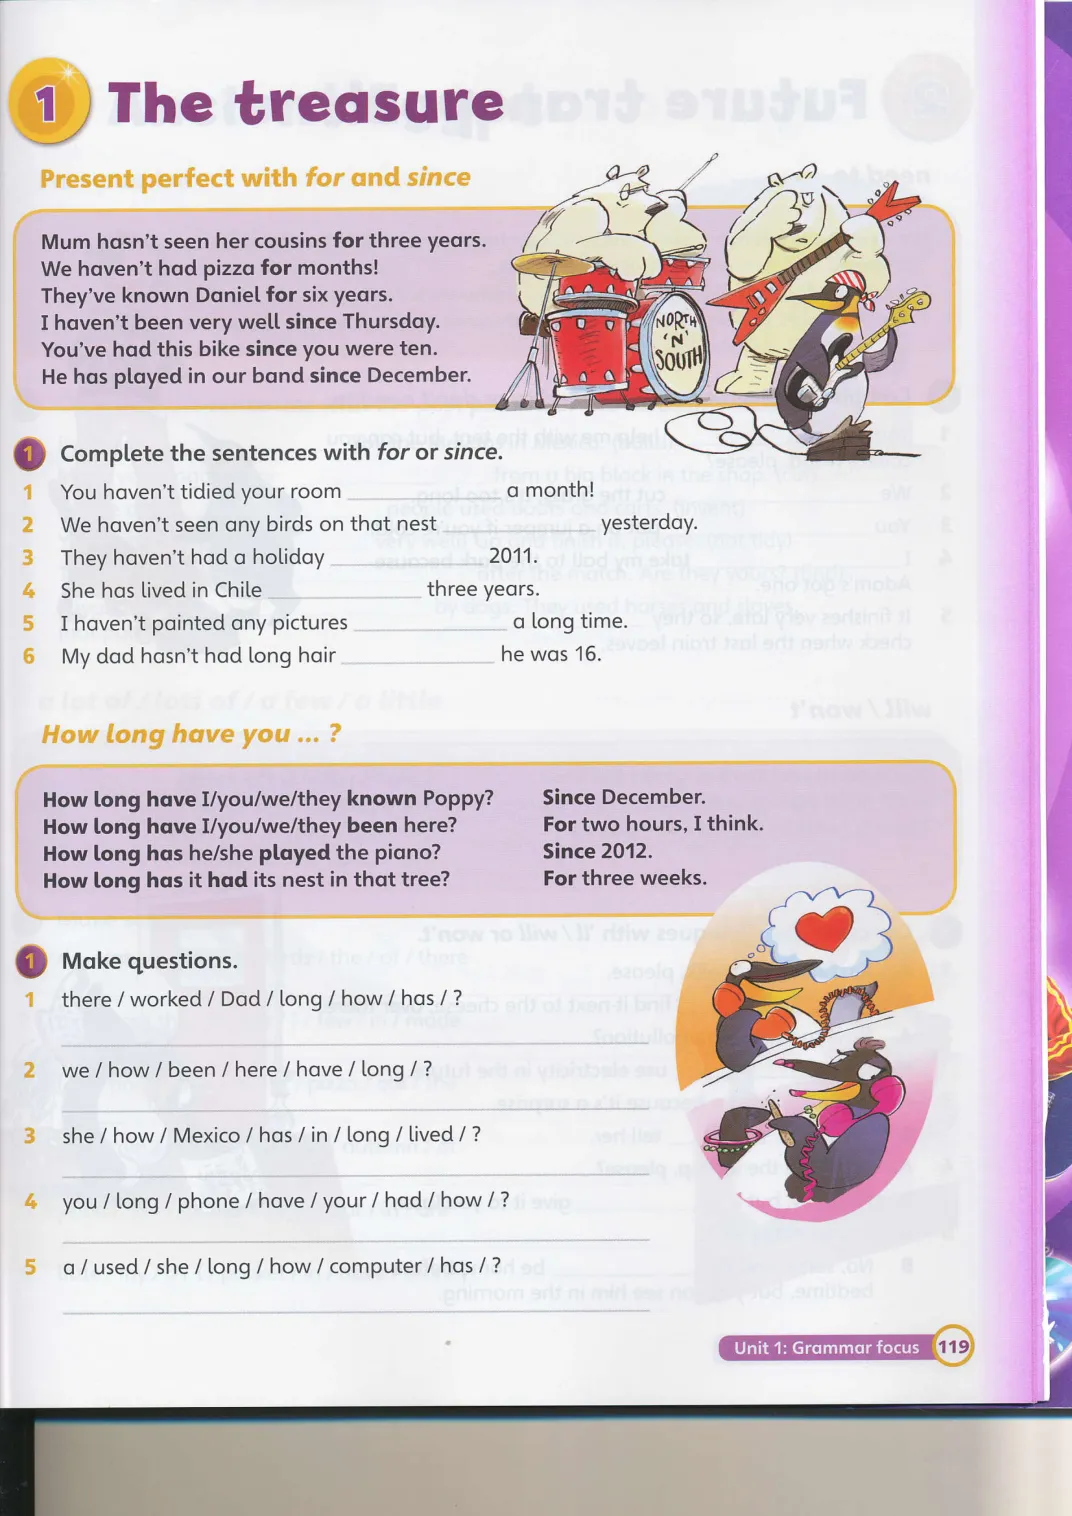 1 The treasure
Present perfect with for and since
Mum hasn't seen her cousins for three years.
We haven't had pizza for months!
They've known Daniel for six years.
I haven't been very well since Thursday.
You've had this bike since you were ten.
He has played in our band since December.
NORTH
'N'
SOUTH
1 Complete the sentences with for or since.
1 You haven't tidied your room ______ a month!
2 We haven't seen any birds on that nest ______ yesterday.
3 They haven't had a holiday ______ 2011.
4 She has lived in Chile ______ three years.
5 I haven't painted any pictures ______ a long time.
6 My dad hasn't had long hair ______ he was 16.
How long have you ... ?
How long have I/you/we/they known Poppy? Since December.
How long have I/you/we/they been here? For two hours, I think.
How long has he/she played the piano? Since 2012.
How long has it had its nest in that tree? For three weeks.
1 Make questions.
1 there / worked / Dad / long / how / has / ?
2 we / how / been / here / have / long / ?
3 she / how / Mexico / has / in / long / lived / ?
4 you / long / phone / have / your / had / how / ?
5 a / used / she / long / how / computer / has / ?
Unit 1: Grammar focus 119